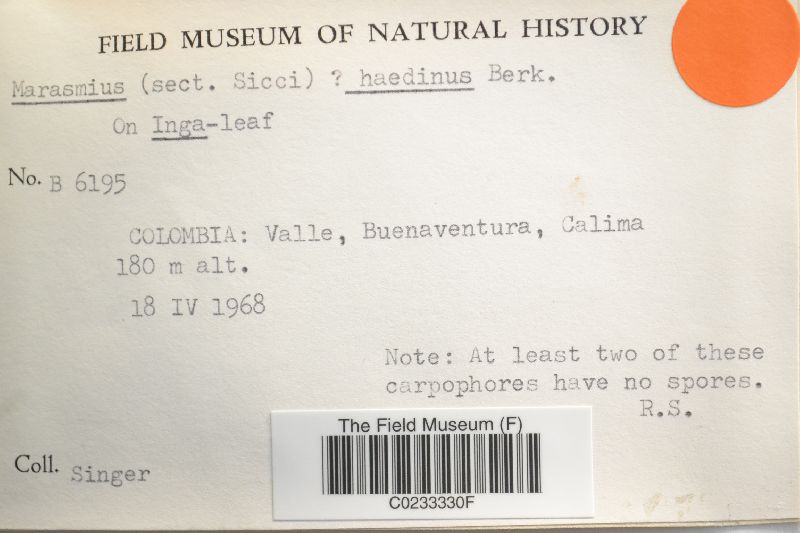 FIELD MUSEUM OF NATURAL HISTORY
Marasmius (sect. Sicci) ? haedinus Berk.
On Inga-leaf
No. B 6195
COLOMBIA: Valle, Buenaventura, Calima
180 m alt.
18 IV 1968
Note: At least two of these
carpophores have no spores.
R.S.
The Field Museum (F)
C0233330F
Coll. Singer